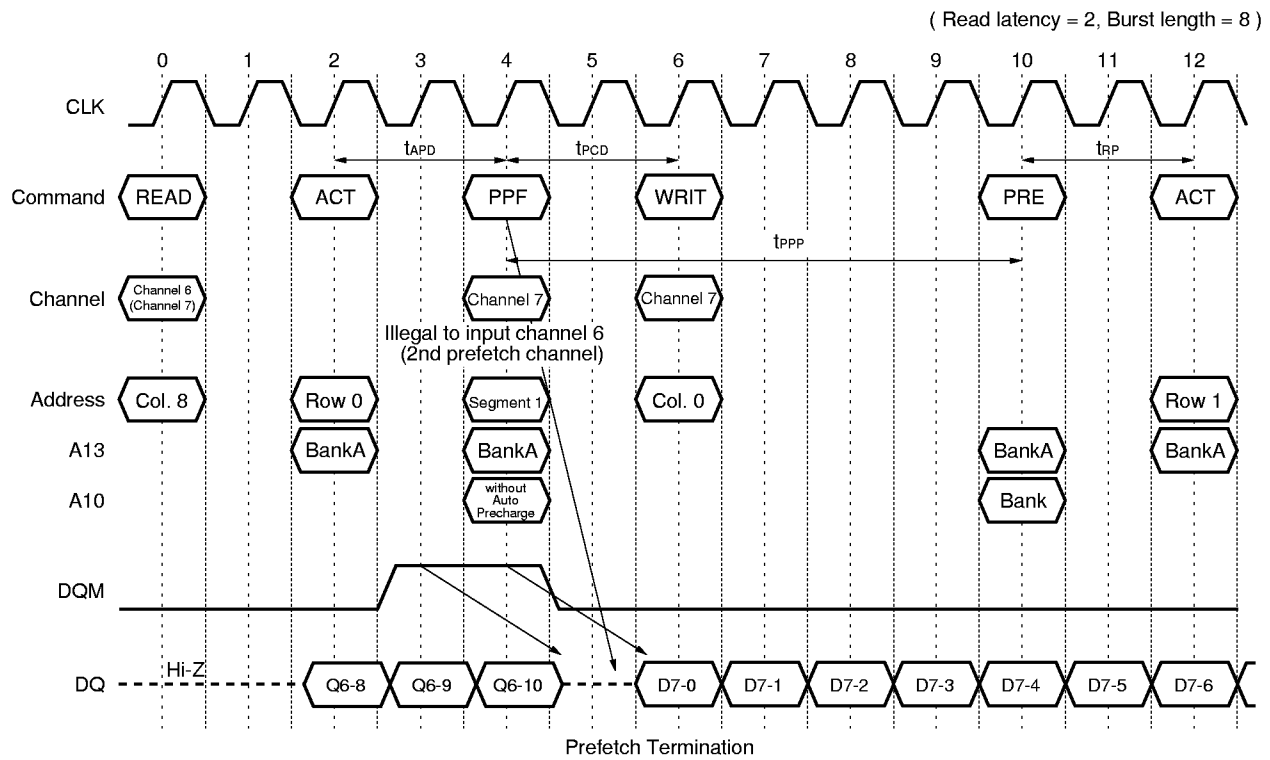 ( Read latency = 2, Burst length = 8 )
0 1 2 3 4 5 6 7 8 9 10 11 12
CLK
tAPD tPCD tRP
Command READ ACT PPF WRIT PRE ACT
tPPP
Channel Channel 6 (Channel 7) Channel 7 Channel 7
Illegal to input channel 6
(2nd prefetch channel)
Address Col. 8 Row 0 Segment 1 Col. 0 Row 1
A13 BankA BankA BankA BankA
A10 without Auto Precharge Bank
DQM
Hi-Z
DQ Q6-8 Q6-9 Q6-10 D7-0 D7-1 D7-2 D7-3 D7-4 D7-5 D7-6
Prefetch Termination